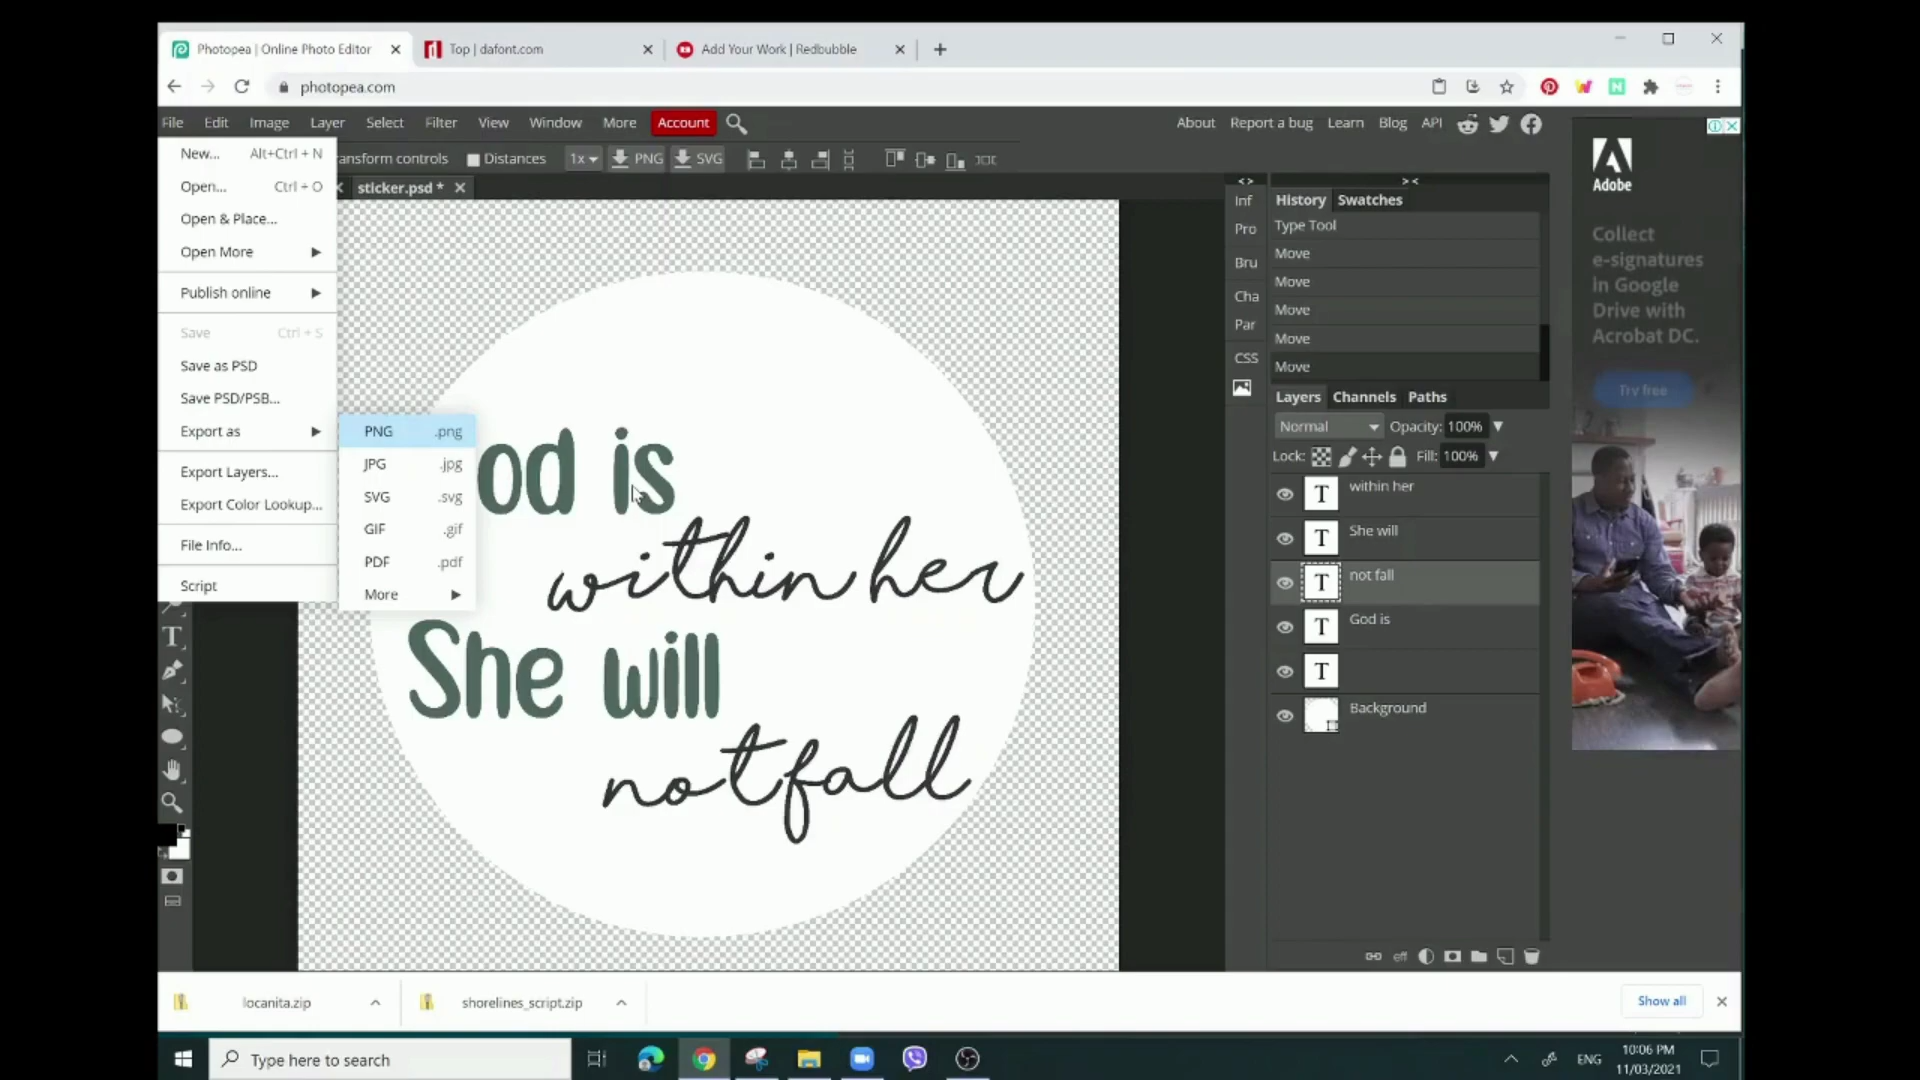 Photopea | Online Photo Editor
Top | dafont.com
Add Your Work | Redbubble
photopea.com
File Edit Image Layer Select Filter View Window More Account
About Report a bug Learn Blog API
New... Alt+Ctrl + N
Open... Ctrl + O
Open & Place...
Open More
Publish online
Save Ctrl + S
Save as PSD
Save PSD/PSB...
Export as
Export Layers...
Export Color Lookup...
File Info...
Script
PNG .png
JPG .jpg
SVG .svg
GIF .gif
PDF .pdf
More
ransform controls Distances 1x PNG SVG
sticker.psd *
od is
within her
She will
not fall
Inf
Pro
Bru
Cha
Par
CSS
History Swatches
Type Tool
Move
Move
Move
Move
Move
Layers Channels Paths
Normal Opacity: 100%
Lock: Fill: 100%
T within her
T She will
T not fall
T God is
T
Background
eff
Adobe
Collect
e-signatures
in Google
Drive with
Acrobat DC.
Try free
locanita.zip
shorelines_script.zip
Show all
Type here to search
ENG
10:06 PM
11/03/2021